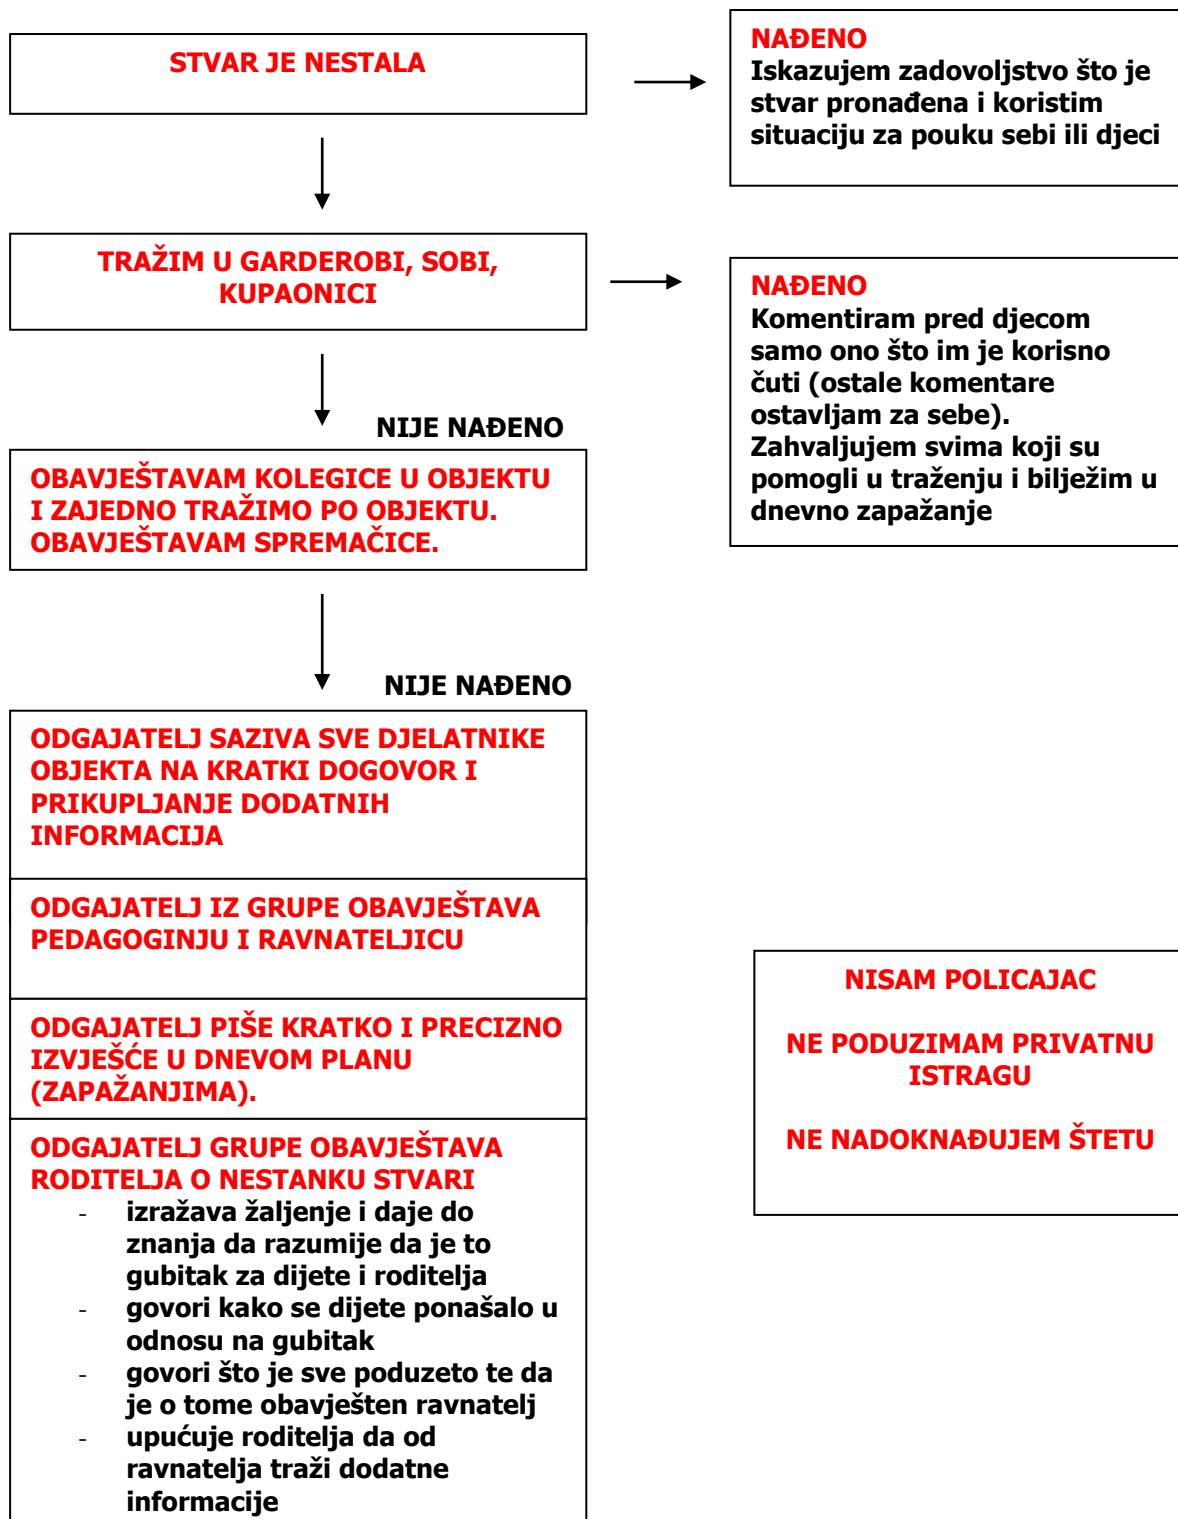 STVAR JE NESTALA
NAĐENO
Iskazujem zadovoljstvo što je
stvar pronađena i koristim
situaciju za pouku sebi ili djeci
TRAŽIM U GARDEROBI, SOBI,
KUPAONICI
NAĐENO
Komentiram pred djecom
samo ono što im je korisno
čuti (ostale komentare
ostavljam za sebe).
Zahvaljujem svima koji su
pomogli u traženju i bilježim u
dnevno zapažanje
NIJE NAĐENO
OBAVJEŠTAVAM KOLEGICE U OBJEKTU
I ZAJEDNO TRAŽIMO PO OBJEKTU.
OBAVJEŠTAVAM SPREMAČICE.
NIJE NAĐENO
ODGAJATELJ SAZIVA SVE DJELATNIKE
OBJEKTA NA KRATKI DOGOVOR I
PRIKUPLJANJE DODATNIH
INFORMACIJA
ODGAJATELJ IZ GRUPE OBAVJEŠTAVA
PEDAGOGINJU I RAVNATELJICU
ODGAJATELJ PIŠE KRATKO I PRECIZNO
IZVJEŠĆE U DNEVOM PLANU
(ZAPAŽANJIMA).
ODGAJATELJ GRUPE OBAVJEŠTAVA
RODITELJA O NESTANKU STVARI
- izražava žaljenje i daje do
znanja da razumije da je to
gubitak za dijete i roditelja
- govori kako se dijete ponašalo u
odnosu na gubitak
- govori što je sve poduzeto te da
je o tome obavješten ravnatelj
- upućuje roditelja da od
ravnatelja traži dodatne
informacije
NISAM POLICAJAC
NE PODUZIMAM PRIVATNU
ISTRAGU
NE NADOKNAĐUJEM ŠTETU